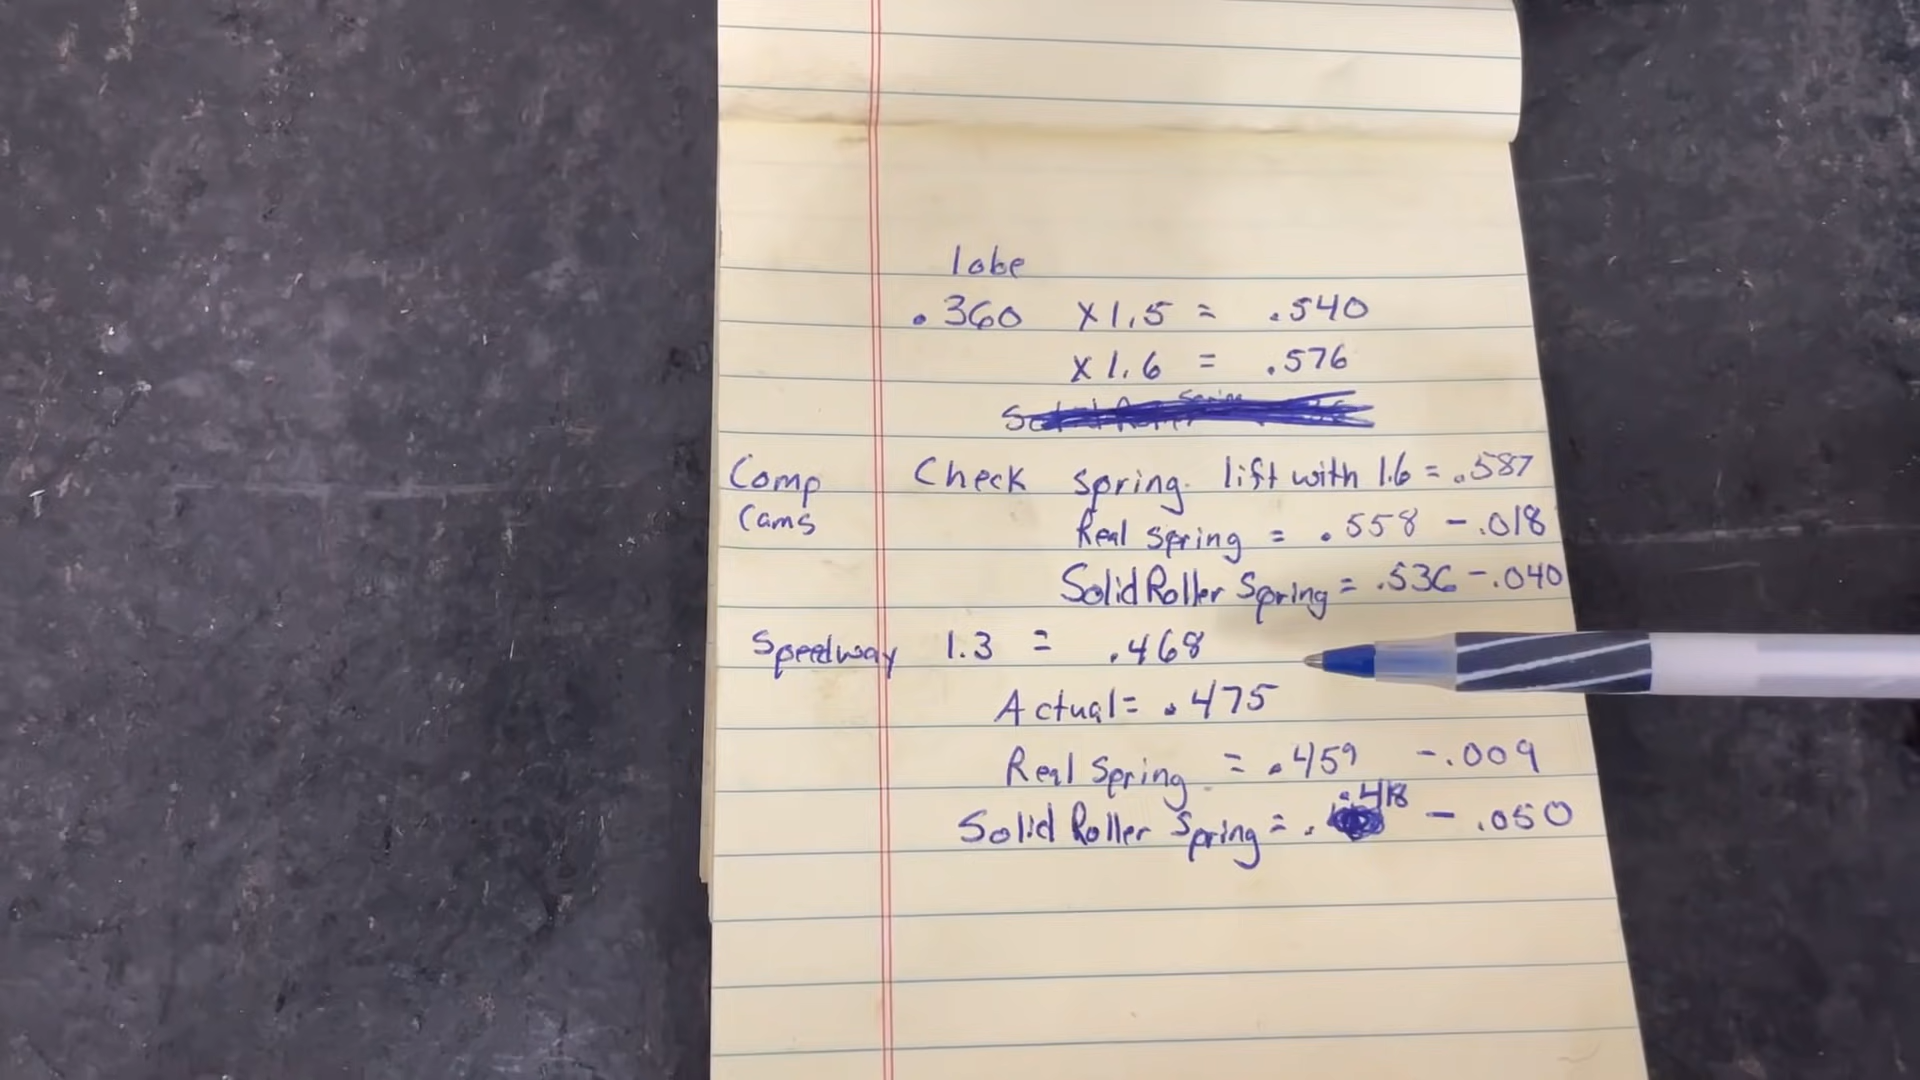 lobe
.360 x1.5 = .540
x1.6 = .576
Comp Cams
Check spring lift with 1.6 = .587
Real Spring = .558 -.018
Solid Roller Spring = .536 -.040
Speedway 1.3 = .468
Actual = .475
Real Spring = .459 -.009
.418
Solid Roller Spring = . - .050